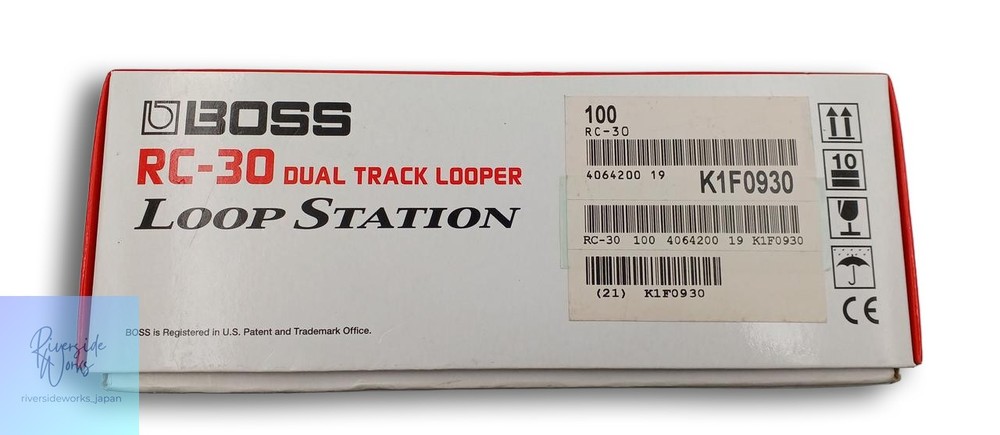 BOSS
RC-30 DUAL TRACK LOOPER
LOOP STATION
BOSS is Registered in U.S. Patent and Trademark Office.
100
RC-30
4064200 19
K1F0930
RC-30 100 4064200 19 K1F0930
(21) K1F0930
10
CE
Riverside
Works
riversideworks_japan